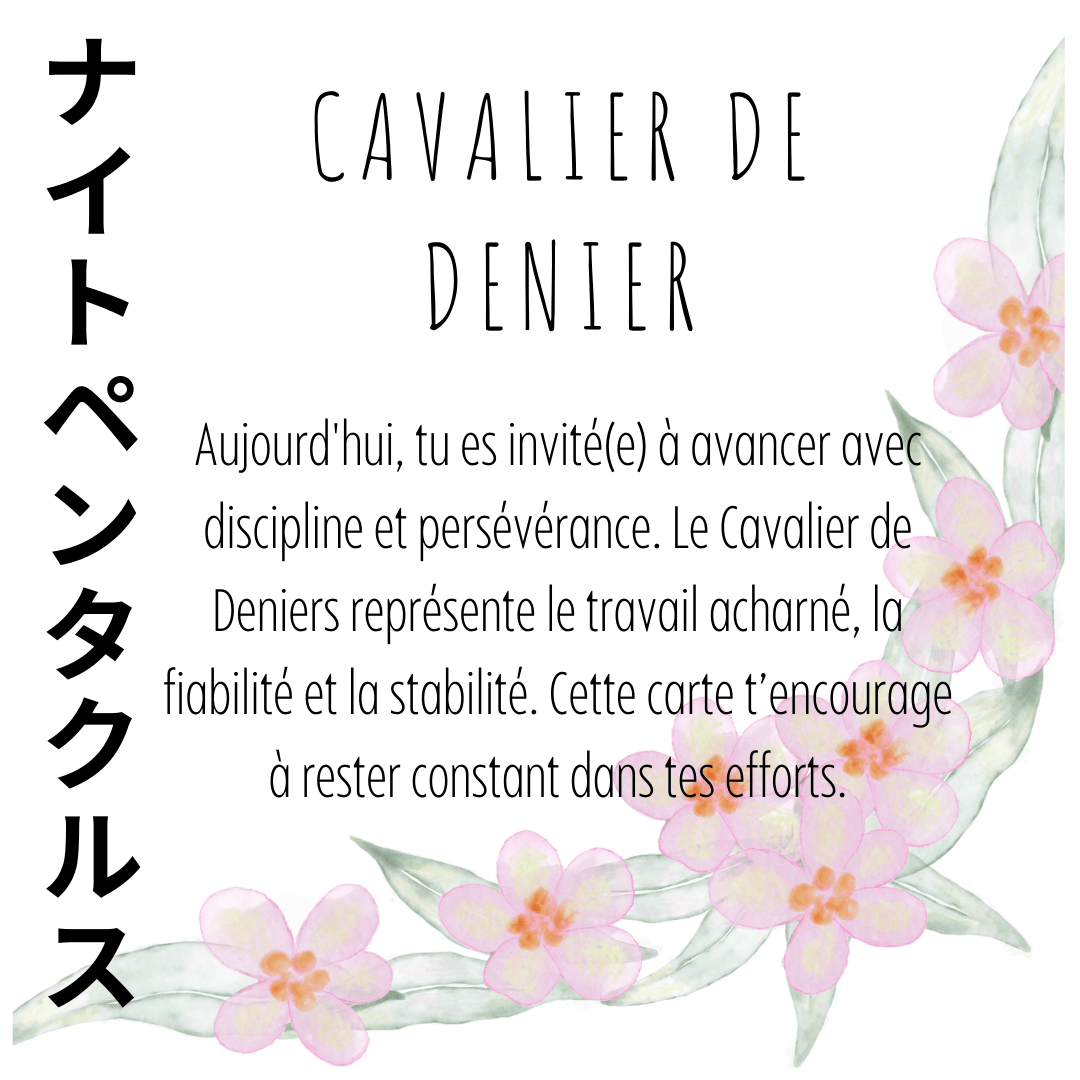 ナイトペンタクルス
CAVALIER DE
DENIER
Aujourd'hui, tu es invité(e) à avancer avec
discipline et persévérance. Le Cavalier de
Deniers représente le travail acharné, la
fiabilité et la stabilité. Cette carte t’encourage
à rester constant dans tes efforts.